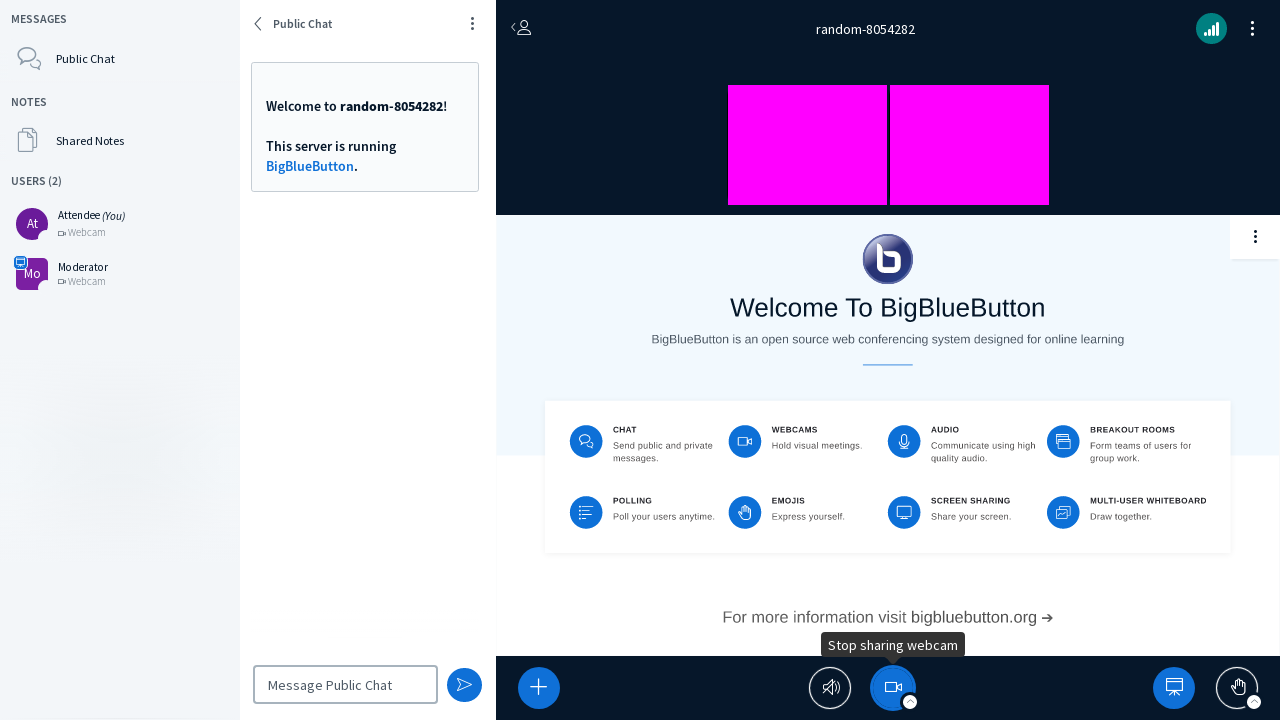 MESSAGES
Public Chat
NOTES
Shared Notes
USERS (2)
At
Attendee (You)
Webcam
Mo
Moderator
Webcam
Public Chat
Welcome to random-8054282!
This server is running
BigBlueButton.
Message Public Chat
random-8054282
b
Welcome To BigBlueButton
BigBlueButton is an open source web conferencing system designed for online learning
CHAT
Send public and private
messages.
WEBCAMS
Hold visual meetings.
AUDIO
Communicate using high
quality audio.
BREAKOUT ROOMS
Form teams of users for
group work.
POLLING
Poll your users anytime.
EMOJIS
Express yourself.
SCREEN SHARING
Share your screen.
MULTI-USER WHITEBOARD
Draw together.
For more information visit bigbluebutton.org ➔
Stop sharing webcam